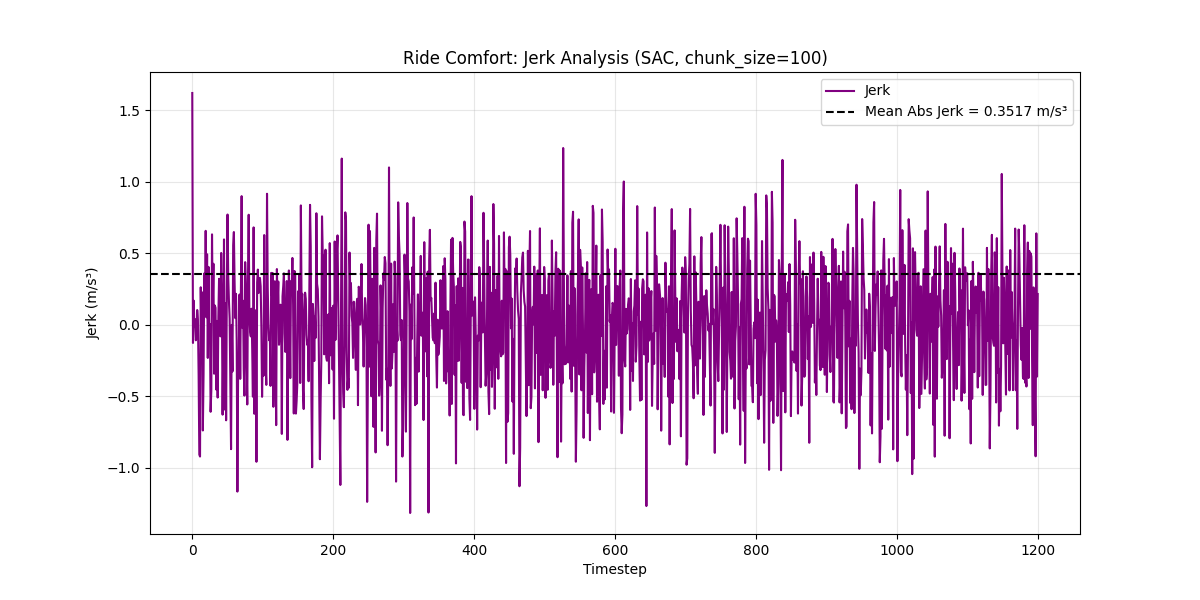 Ride Comfort: Jerk Analysis (SAC, chunk_size=100)
Jerk
Mean Abs Jerk = 0.3517 m/s³
Jerk (m/s³)
1.5
1.0
0.5
0.0
−0.5
−1.0
0 200 400 600 800 1000 1200
Timestep